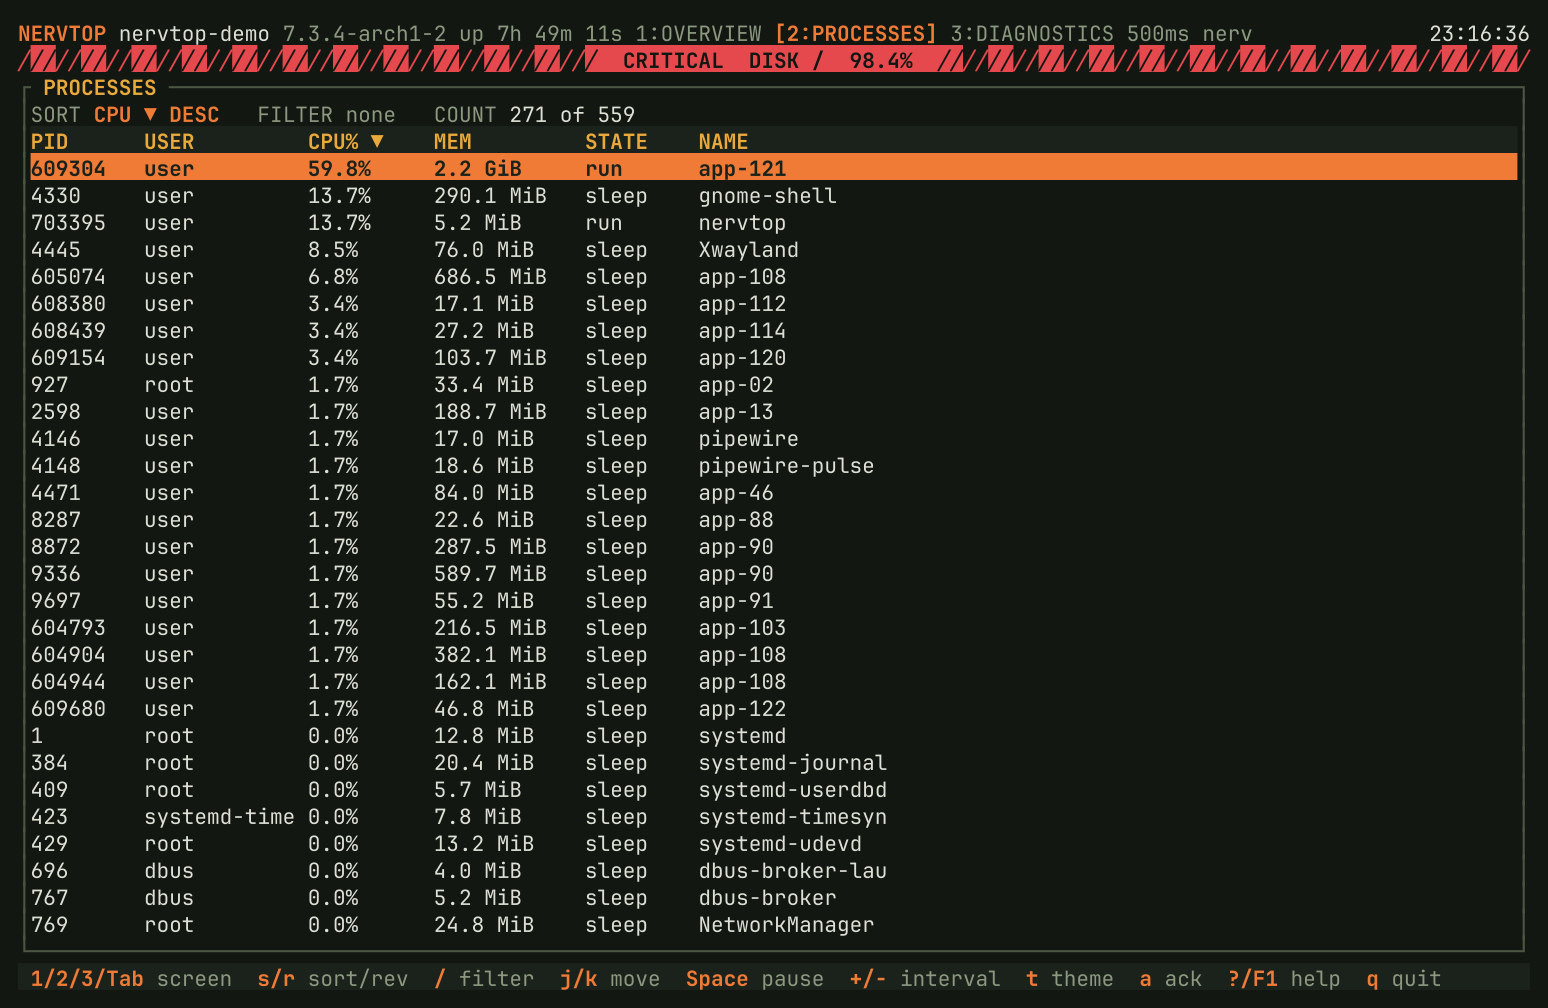 NERVTOP nervtop-demo 7.3.4-arch1-2 up 7h 49m 11s 1:OVERVIEW [2:PROCESSES] 3:DIAGNOSTICS 500ms nerv 23:16:36
CRITICAL DISK / 98.4%
PROCESSES
SORT CPU ▼ DESC FILTER none COUNT 271 of 559
PID USER CPU% ▼ MEM STATE NAME
609304 user 59.8% 2.2 GiB run app-121
4330 user 13.7% 290.1 MiB sleep gnome-shell
703395 user 13.7% 5.2 MiB run nervtop
4445 user 8.5% 76.0 MiB sleep Xwayland
605074 user 6.8% 686.5 MiB sleep app-108
608380 user 3.4% 17.1 MiB sleep app-112
608439 user 3.4% 27.2 MiB sleep app-114
609154 user 3.4% 103.7 MiB sleep app-120
927 root 1.7% 33.4 MiB sleep app-02
2598 user 1.7% 188.7 MiB sleep app-13
4146 user 1.7% 17.0 MiB sleep pipewire
4148 user 1.7% 18.6 MiB sleep pipewire-pulse
4471 user 1.7% 84.0 MiB sleep app-46
8287 user 1.7% 22.6 MiB sleep app-88
8872 user 1.7% 287.5 MiB sleep app-90
9336 user 1.7% 589.7 MiB sleep app-90
9697 user 1.7% 55.2 MiB sleep app-91
604793 user 1.7% 216.5 MiB sleep app-103
604904 user 1.7% 382.1 MiB sleep app-108
604944 user 1.7% 162.1 MiB sleep app-108
609680 user 1.7% 46.8 MiB sleep app-122
1 root 0.0% 12.8 MiB sleep systemd
384 root 0.0% 20.4 MiB sleep systemd-journal
409 root 0.0% 5.7 MiB sleep systemd-userdbd
423 systemd-time 0.0% 7.8 MiB sleep systemd-timesyn
429 root 0.0% 13.2 MiB sleep systemd-udevd
696 dbus 0.0% 4.0 MiB sleep dbus-broker-lau
767 dbus 0.0% 5.2 MiB sleep dbus-broker
769 root 0.0% 24.8 MiB sleep NetworkManager
1/2/3/Tab screen s/r sort/rev / filter j/k move Space pause +/- interval t theme a ack ?/F1 help q quit